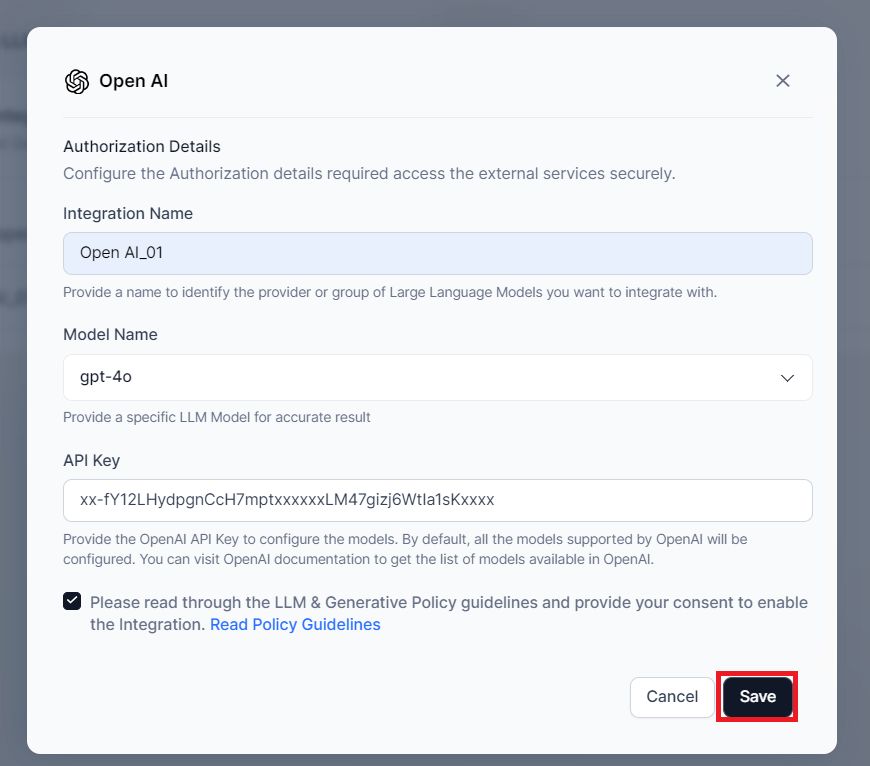 Open AI
Authorization Details
Configure the Authorization details required access the external services securely.
Integration Name
Open AI_01
Provide a name to identify the provider or group of Large Language Models you want to integrate with.
Model Name
gpt-4o
Provide a specific LLM Model for accurate result
API Key
xx-fY12LHydpgnCcH7mptxxxxxxLM47gizj6WtIa1sKxxxx
Provide the OpenAI API Key to configure the models. By default, all the models supported by OpenAI will be
configured. You can visit OpenAI documentation to get the list of models available in OpenAI.
Please read through the LLM & Generative Policy guidelines and provide your consent to enable
the Integration. Read Policy Guidelines
Cancel Save